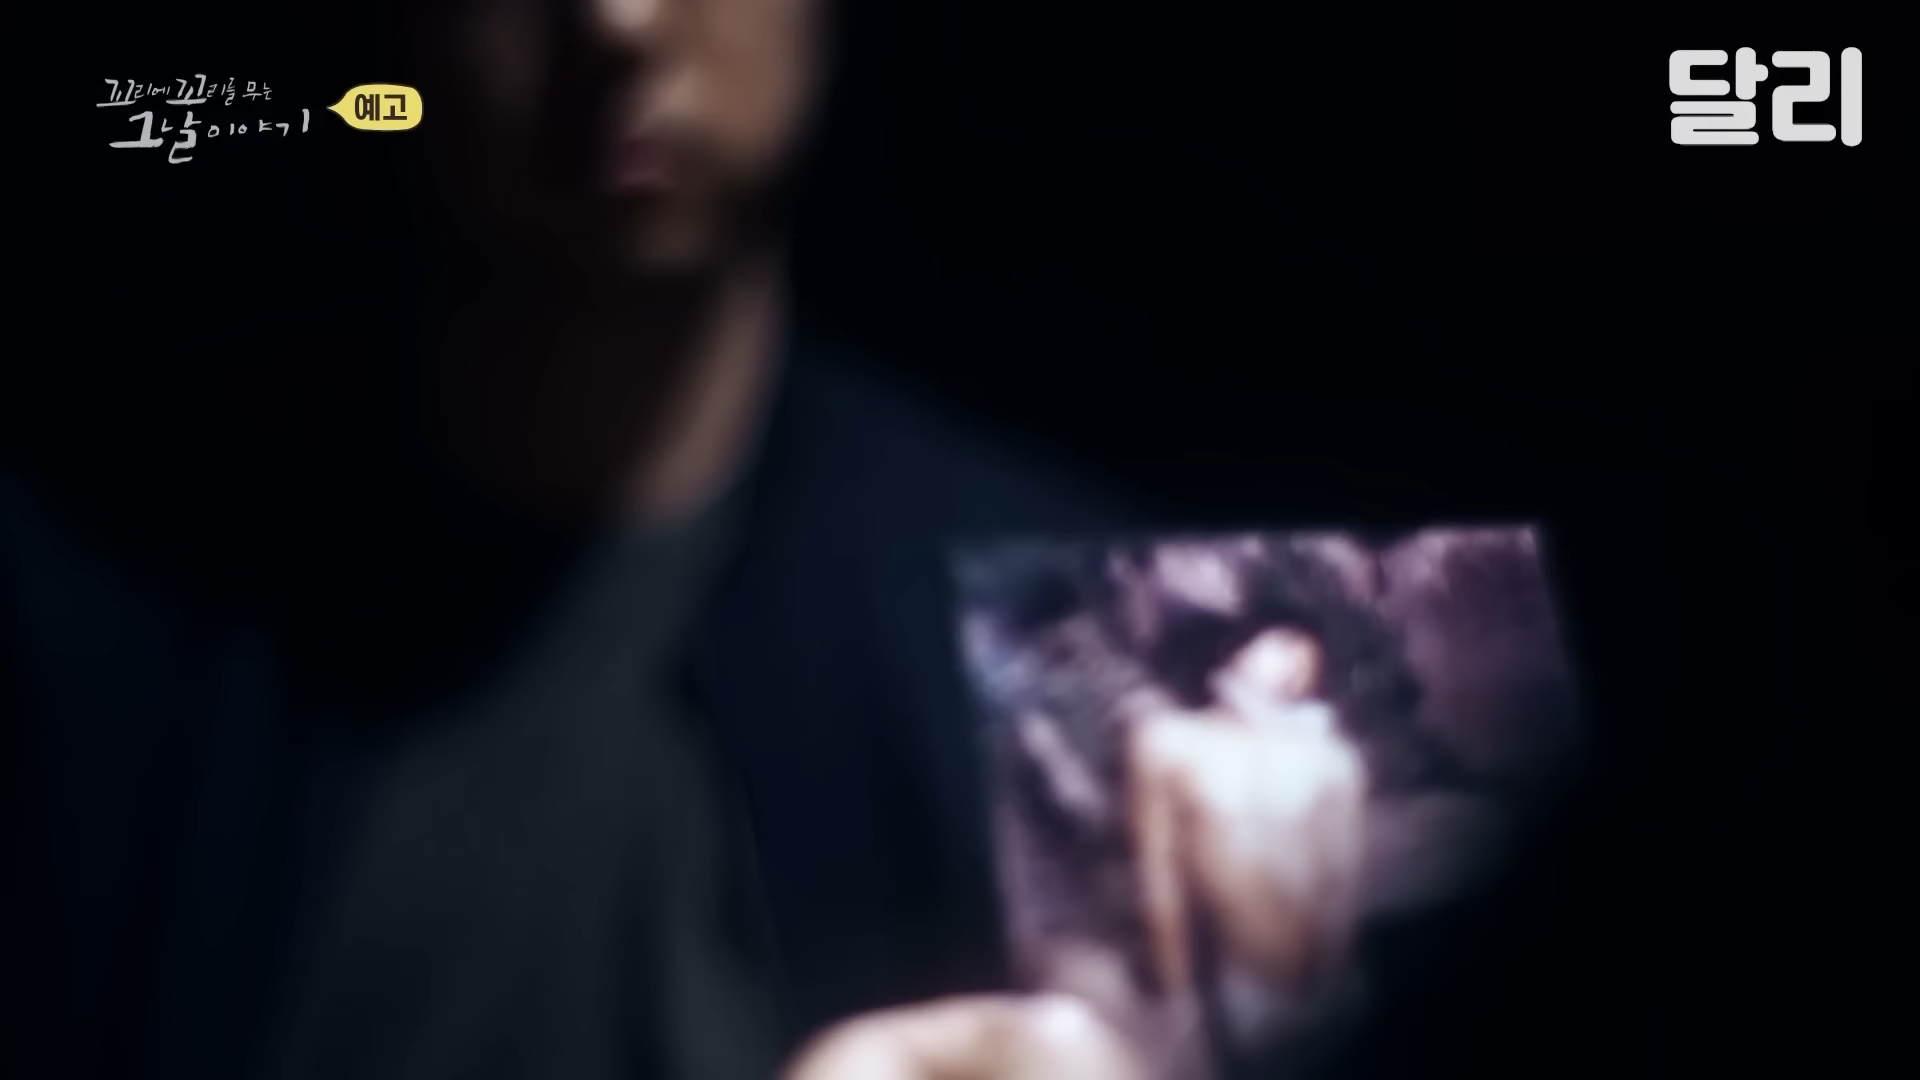 꼬리에 꼬리를 무는
그날 이야기
예고
달리